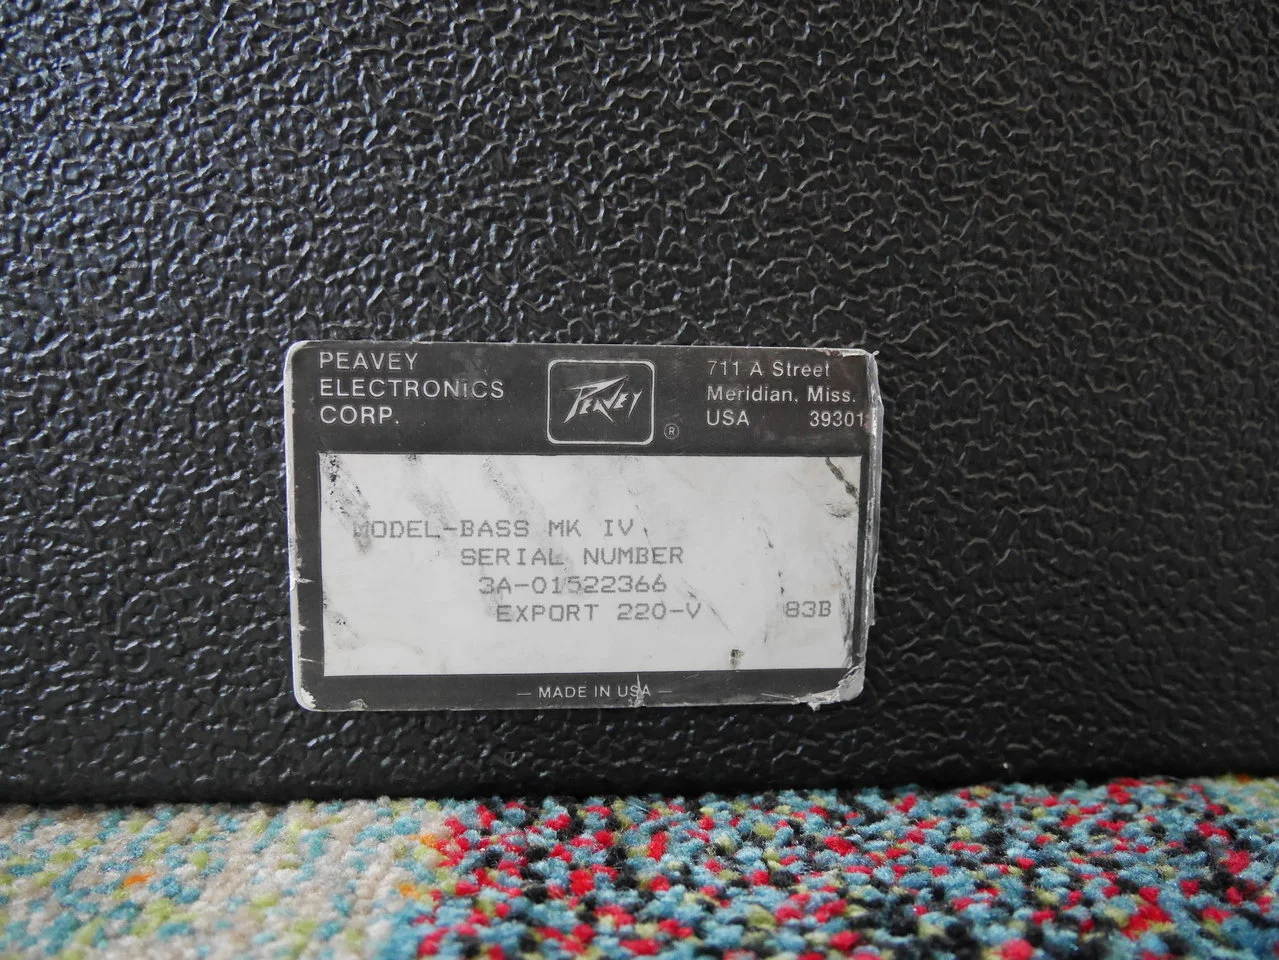 PEAVEY
ELECTRONICS
CORP.
PEAVEY
®
711 A Street
Meridian, Miss.
USA 39301
MODEL-BASS MK IV
SERIAL NUMBER
3A-01522366
EXPORT 220-V 83B
— MADE IN USA —